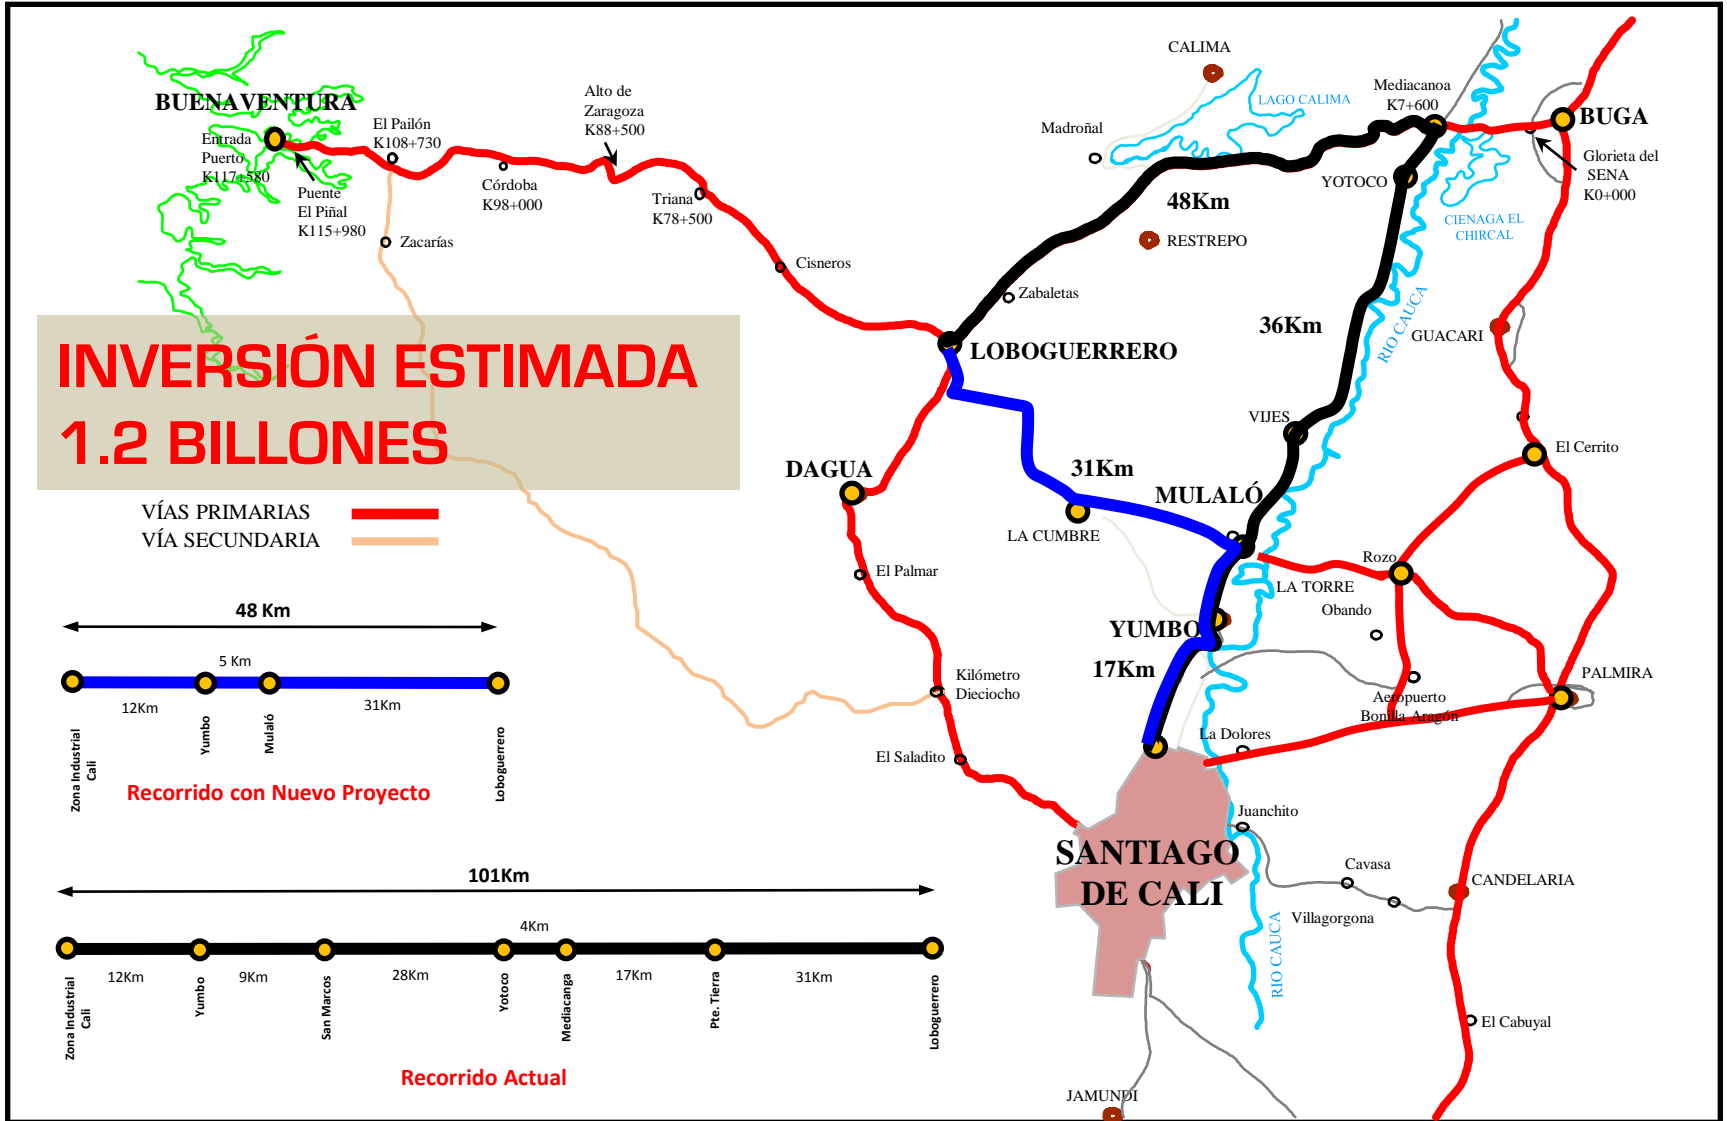 CALIMA
Mediacanoa
K7+600
LAGO CALIMA
Madroñal
BUGA
Glorieta del
SENA
K0+000
YOTOCO
CIENAGA EL
CHIRCAL
BUENAVENTURA
Entrada
Puerto
K117+580
El Pailón
K108+730
Alto de
Zaragoza
K88+500
Puente
El Piñal
K115+980
Córdoba
K98+000
Triana
K78+500
Zacarías
Cisneros
48Km
RESTREPO
Zabaletas
36Km
RIO CAUCA
GUACARI
LOBOGUERRERO
INVERSIÓN ESTIMADA
1.2 BILLONES
VIJES
El Cerrito
DAGUA
31Km
MULALÓ
LA CUMBRE
VÍAS PRIMARIAS
VÍA SECUNDARIA
El Palmar
Rozo
LA TORRE
Obando
YUMBO
17Km
PALMIRA
Aeropuerto
Bonilla Aragón
Kilómetro
Dieciocho
La Dolores
El Saladito
48 Km
5 Km
12Km
31Km
Zona Industrial
Cali
Yumbo
Mulaló
Loboguerrero
Recorrido con Nuevo Proyecto
Juanchito
SANTIAGO
DE CALI
Cavasa
CANDELARIA
Villagorgona
RIO CAUCA
101Km
4Km
12Km
9Km
28Km
17Km
31Km
Zona Industrial
Cali
Yumbo
San Marcos
Yotoco
Mediacanga
Pte. Tierra
Loboguerrero
Recorrido Actual
El Cabuyal
JAMUNDI